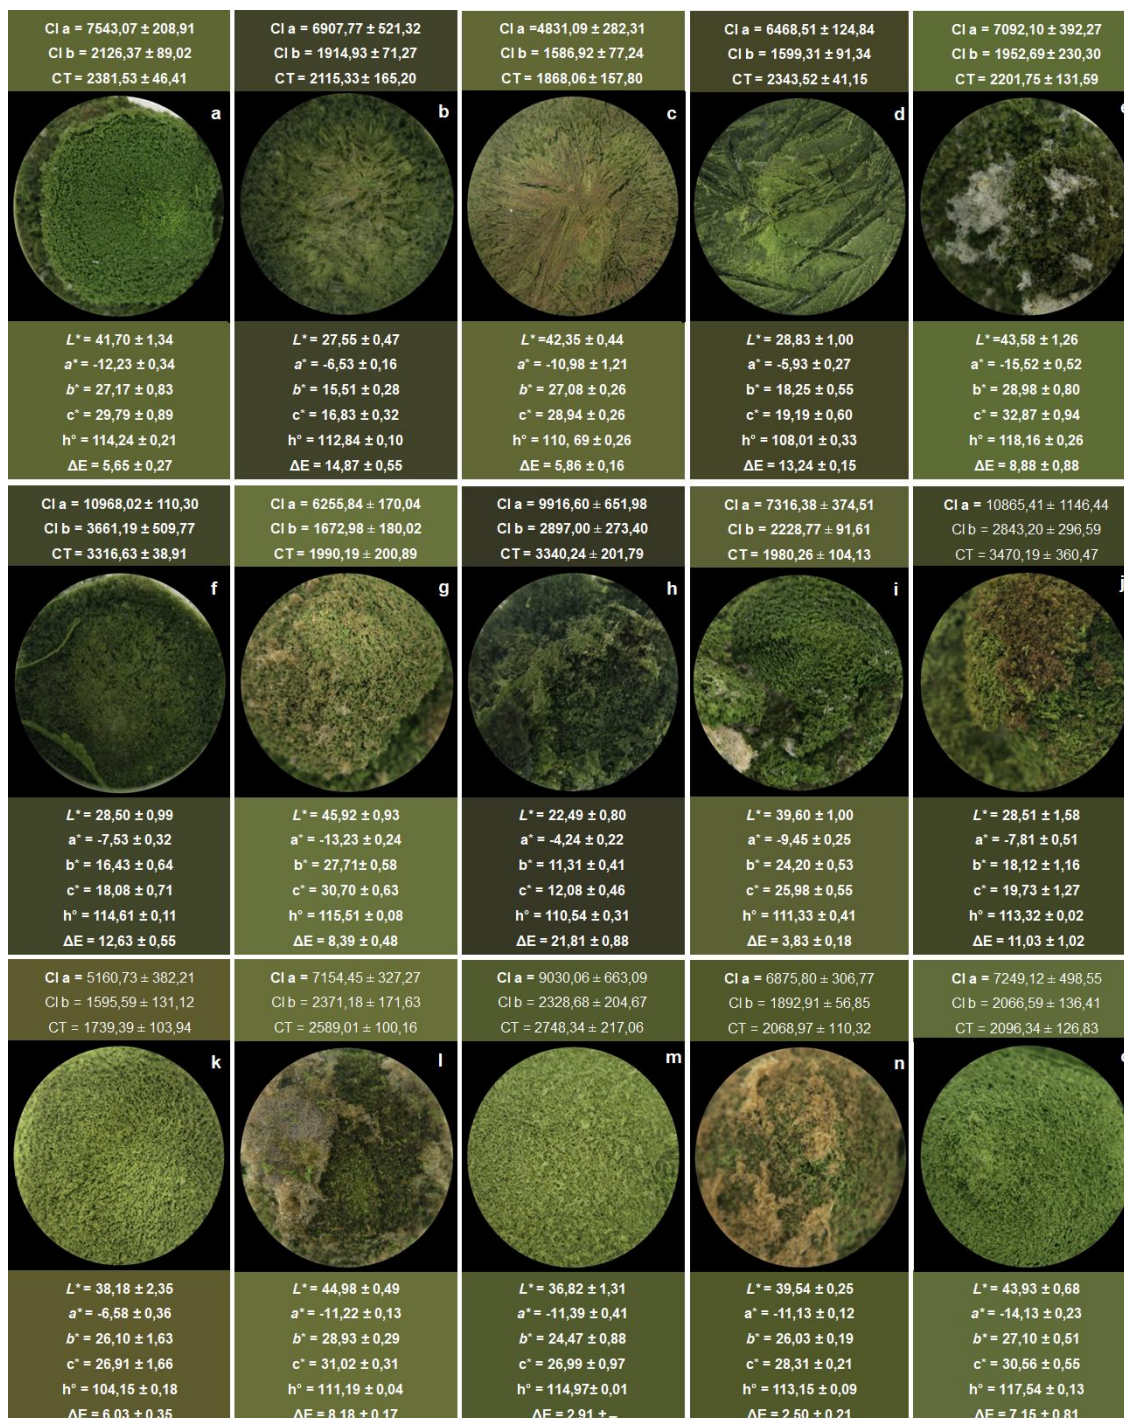 Cl a = 7543,07 ± 208,91
Cl b = 2126,37 ± 89,02
CT = 2381,53 ± 46,41
a
L* = 41,70 ± 1,34
a* = -12,23 ± 0,34
b* = 27,17 ± 0,83
c* = 29,79 ± 0,89
h° = 114,24 ± 0,21
ΔE = 5,65 ± 0,27
Cl a = 6907,77 ± 521,32
Cl b = 1914,93 ± 71,27
CT = 2115,33 ± 165,20
b
L* = 27,55 ± 0,47
a* = -6,53 ± 0,16
b* = 15,51 ± 0,28
c* = 16,83 ± 0,32
h° = 112,84 ± 0,10
ΔE = 14,87 ± 0,55
Cl a =4831,09 ± 282,31
Cl b = 1586,92 ± 77,24
CT = 1868,06 ± 157,80
c
L* =42,35 ± 0,44
a* = -10,98 ± 1,21
b* = 27,08 ± 0,26
c* = 28,94 ± 0,26
h° = 110, 69 ± 0,26
ΔE = 5,86 ± 0,16
Cl a = 6468,51 ± 124,84
Cl b = 1599,31 ± 91,34
CT = 2343,52 ± 41,15
d
L* = 28,83 ± 1,00
a* = -5,93 ± 0,27
b* = 18,25 ± 0,55
c* = 19,19 ± 0,60
h° = 108,01 ± 0,33
ΔE = 13,24 ± 0,15
Cl a = 7092,10 ± 392,27
Cl b = 1952,69 ± 230,30
CT = 2201,75 ± 131,59
e
L* =43,58 ± 1,26
a* = -15,52 ± 0,52
b* = 28,98 ± 0,80
c* = 32,87 ± 0,94
h° = 118,16 ± 0,26
ΔE = 8,88 ± 0,88
Cl a = 10968,02 ± 110,30
Cl b = 3661,19 ± 509,77
CT = 3316,63 ± 38,91
f
L* = 28,50 ± 0,99
a* = -7,53 ± 0,32
b* = 16,43 ± 0,64
c* = 18,08 ± 0,71
h° = 114,61 ± 0,11
ΔE = 12,63 ± 0,55
Cl a = 6255,84 ± 170,04
Cl b = 1672,98 ± 180,02
CT = 1990,19 ± 200,89
g
L* = 45,92 ± 0,93
a* = -13,23 ± 0,24
b* = 27,71± 0,58
c* = 30,70 ± 0,63
h° = 115,51 ± 0,08
ΔE = 8,39 ± 0,48
Cl a = 9916,60 ± 651,98
Cl b = 2897,00 ± 273,40
CT = 3340,24 ± 201,79
h
L* = 22,49 ± 0,80
a* = -4,24 ± 0,22
b* = 11,31 ± 0,41
c* = 12,08 ± 0,46
h° = 110,54 ± 0,31
ΔE = 21,81 ± 0,88
Cl a = 7316,38 ± 374,51
Cl b = 2228,77 ± 91,61
CT = 1980,26 ± 104,13
i
L* = 39,60 ± 1,00
a* = -9,45 ± 0,25
b* = 24,20 ± 0,53
c* = 25,98 ± 0,55
h° = 111,33 ± 0,41
ΔE = 3,83 ± 0,18
Cl a = 10865,41 ± 1146,44
Cl b = 2843,20 ± 296,59
CT = 3470,19 ± 360,47
j
L* = 28,51 ± 1,58
a* = -7,81 ± 0,51
b* = 18,12 ± 1,16
c* = 19,73 ± 1,27
h° = 113,32 ± 0,02
ΔE = 11,03 ± 1,02
Cl a = 5160,73 ± 382,21
Cl b = 1595,59 ± 131,12
CT = 1739,39 ± 103,94
k
L* = 38,18 ± 2,35
a* = -6,58 ± 0,36
b* = 26,10 ± 1,63
c* = 26,91 ± 1,66
h° = 104,15 ± 0,18
ΔE = 6,03 ± 0,35
Cl a = 7154,45 ± 327,27
Cl b = 2371,18 ± 171,63
CT = 2589,01 ± 100,16
l
L* = 44,98 ± 0,49
a* = -11,22 ± 0,13
b* = 28,93 ± 0,29
c* = 31,02 ± 0,31
h° = 111,19 ± 0,04
ΔE = 8,18 ± 0,17
Cl a = 9030,06 ± 663,09
Cl b = 2328,68 ± 204,67
CT = 2748,34 ± 217,06
m
L* = 36,82 ± 1,31
a* = -11,39 ± 0,41
b* = 24,47 ± 0,88
c* = 26,99 ± 0,97
h° = 114,97± 0,01
ΔE = 2,91 ± –
Cl a = 6875,80 ± 306,77
Cl b = 1892,91 ± 56,85
CT = 2068,97 ± 110,32
n
L* = 39,54 ± 0,25
a* = -11,13 ± 0,12
b* = 26,03 ± 0,19
c* = 28,31 ± 0,21
h° = 113,15 ± 0,09
ΔE = 2,50 ± 0,21
Cl a = 7249,12 ± 498,55
Cl b = 2066,59 ± 136,41
CT = 2096,34 ± 126,83
L* = 43,93 ± 0,68
a* = -14,13 ± 0,23
b* = 27,10 ± 0,51
c* = 30,56 ± 0,55
h° = 117,54 ± 0,13
ΔE = 7,15 ± 0,81